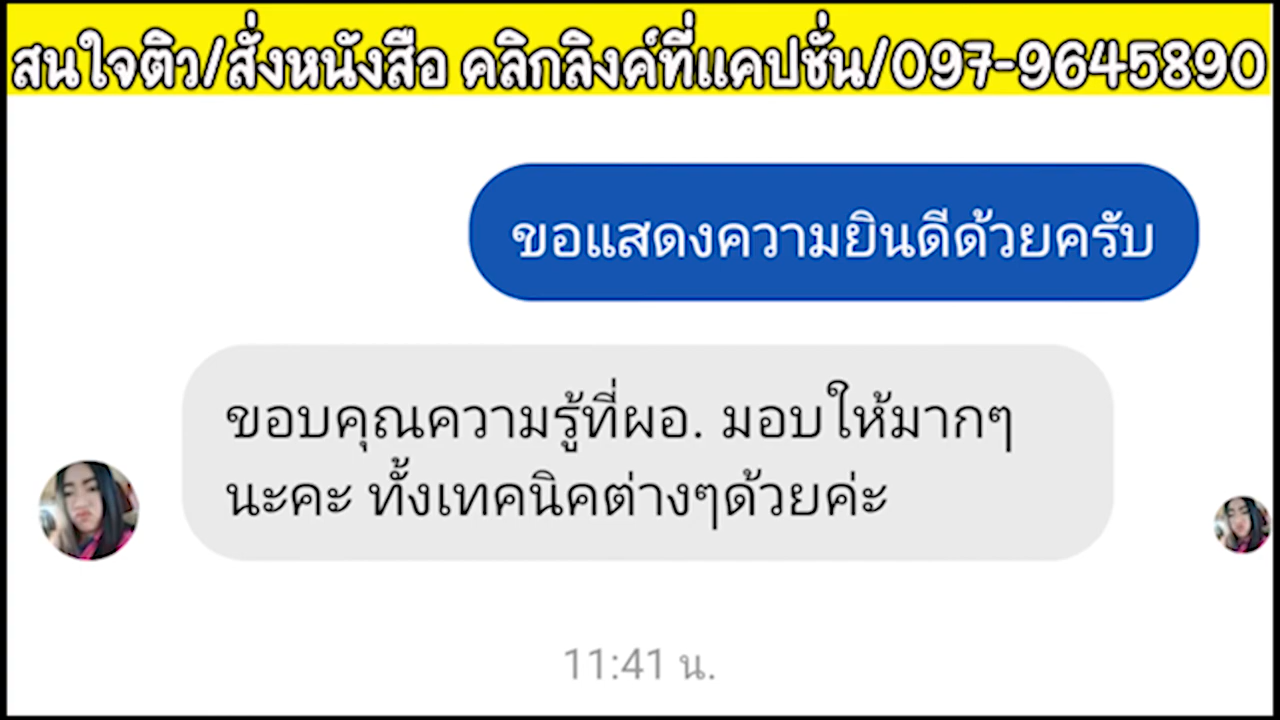 สนใจติว/สั่งหนังสือ คลิกลิงค์ที่แคปชั่น/097-9645890
ขอแสดงความยินดีด้วยครับ
ขอบคุณความรู้ที่ผอ. มอบให้มากๆ
นะคะ ทั้งเทคนิคต่างๆด้วยค่ะ
11:41 น.